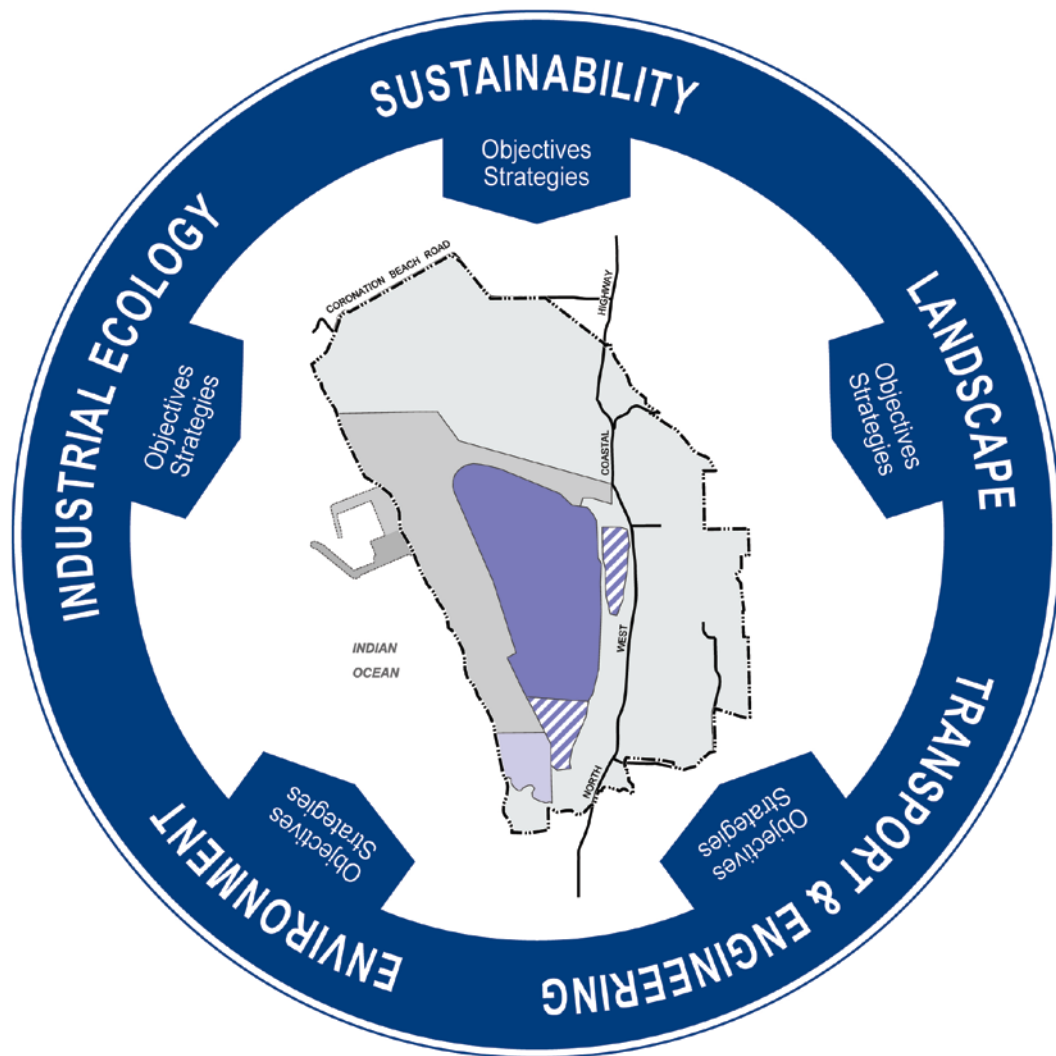 SUSTAINABILITY
Objectives
Strategies
LANDSCAPE
Objectives
Strategies
TRANSPORT & ENGINEERING
Objectives
Strategies
ENVIRONMENT
Objectives
Strategies
INDUSTRIAL ECOLOGY
Objectives
Strategies
CORONATION BEACH ROAD
NORTH WEST COASTAL HIGHWAY
INDIAN
OCEAN